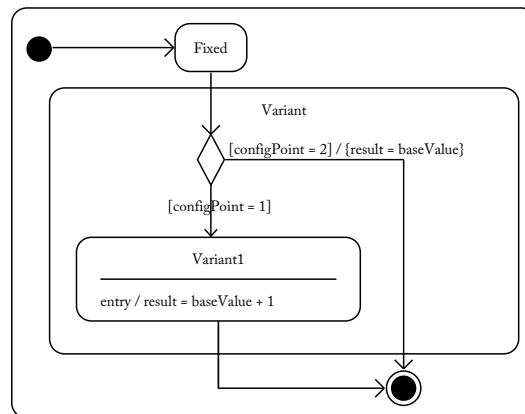 Fixed
Variant
[configPoint = 2] / {result = baseValue}
[configPoint = 1]
Variant1
entry / result = baseValue + 1